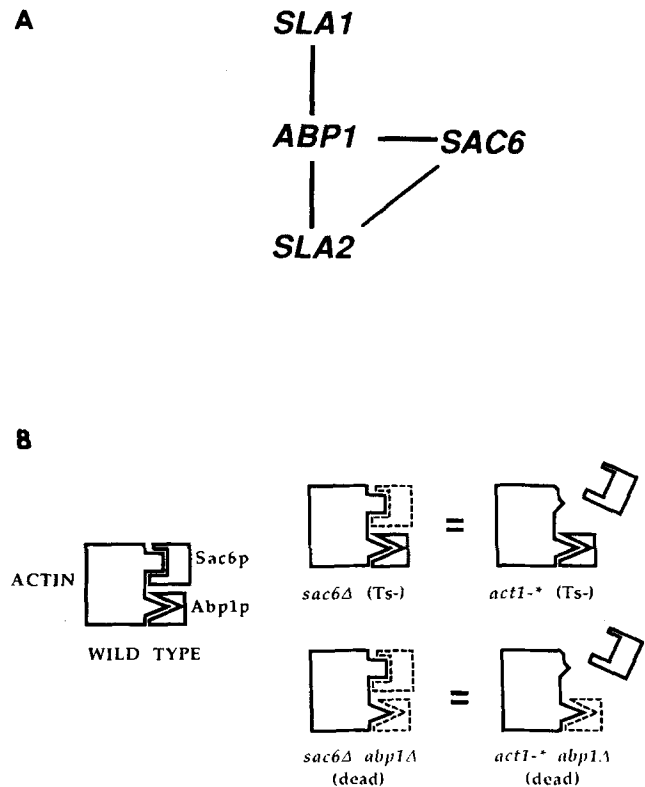 A
SLA1
ABP1
SAC6
SLA2
B
ACTIN
Sac6p
Abp1p
WILD TYPE
sac6Δ (Ts-)
=
act1-* (Ts-)
sac6Δ abp1Δ
(dead)
=
act1-* abp1Δ
(dead)